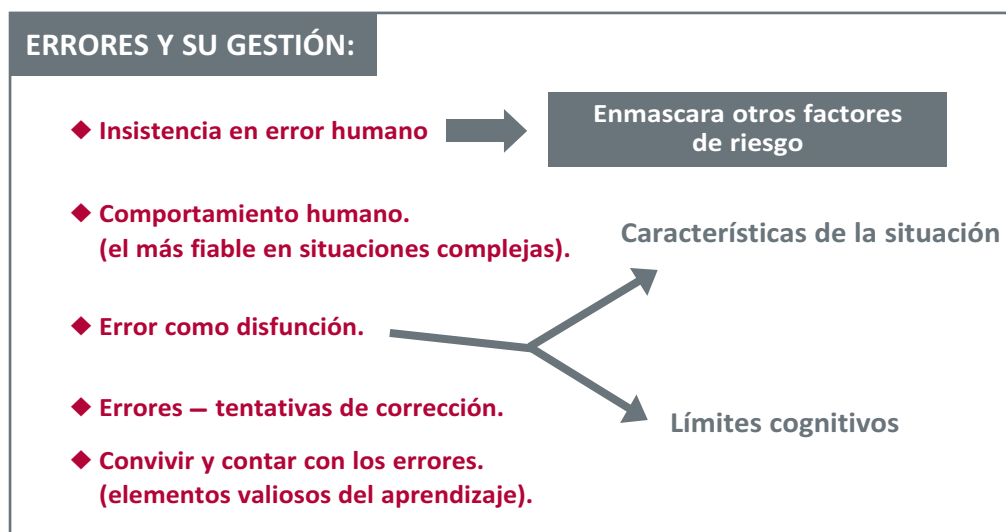 ERRORES Y SU GESTIÓN:
◆ Insistencia en error humano
Enmascara otros factores
de riesgo
◆ Comportamiento humano.
(el más fiable en situaciones complejas).
Características de la situación
◆ Error como disfunción.
◆ Errores – tentativas de corrección.
Límites cognitivos
◆ Convivir y contar con los errores.
(elementos valiosos del aprendizaje).